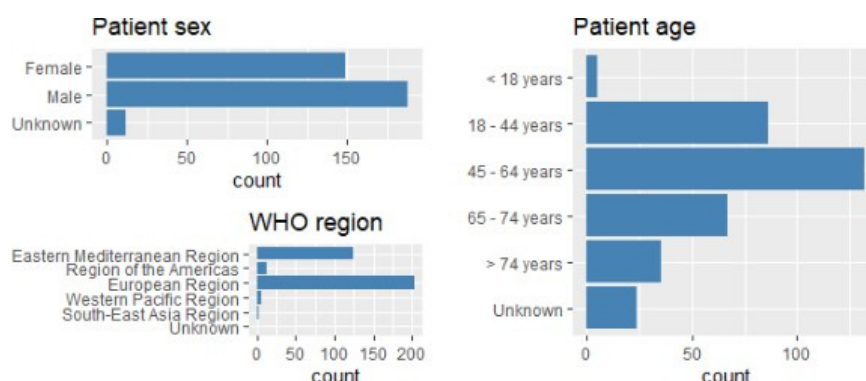 Patient sex
Female
Male
Unknown
0 50 100 150
count
WHO region
Eastern Mediterranean Region
Region of the Americas
European Region
Western Pacific Region
South-East Asia Region
Unknown
0 50 100 150 200
count
Patient age
< 18 years
18 - 44 years
45 - 64 years
65 - 74 years
> 74 years
Unknown
0 50 100
count